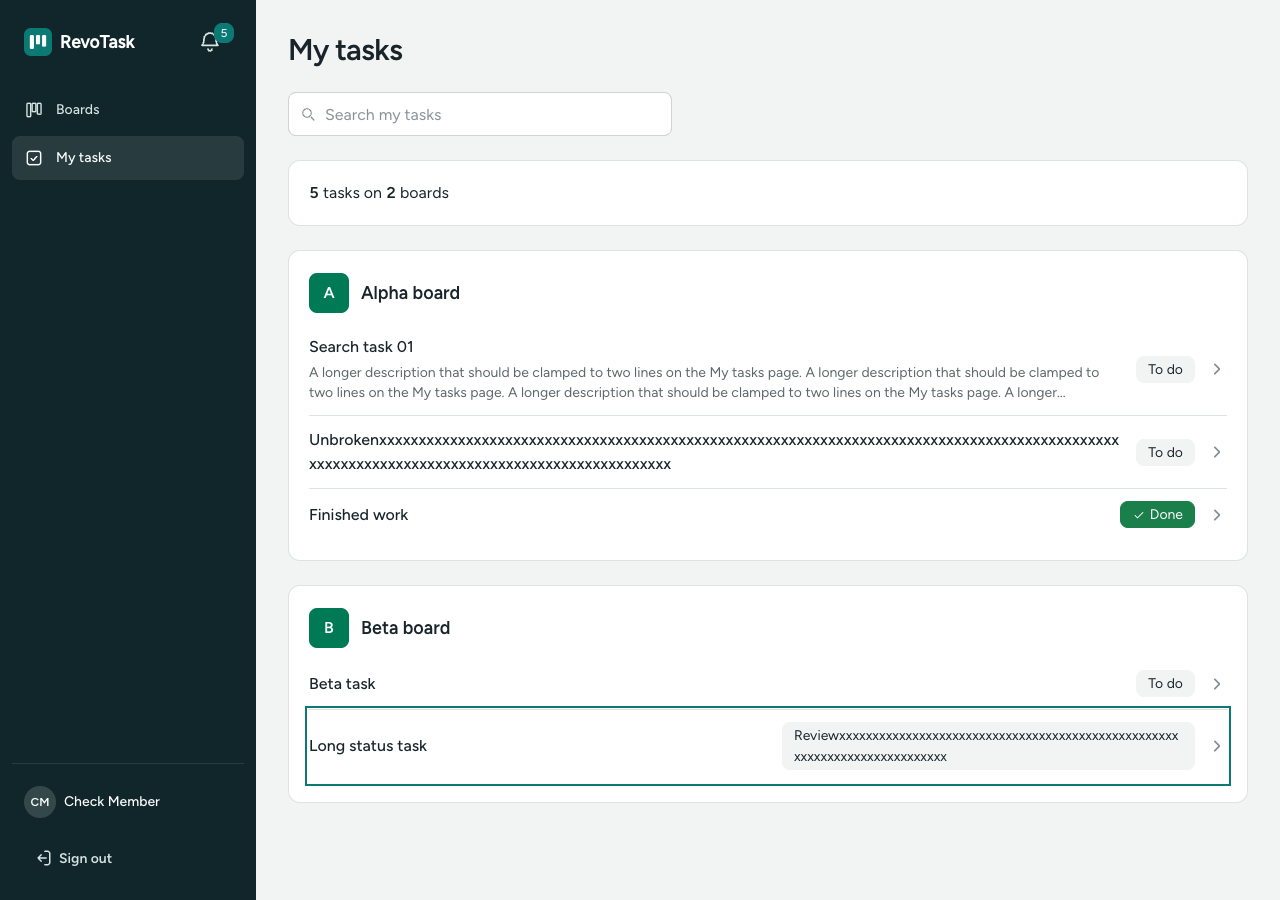 RevoTask
5
Boards
My tasks
CM
Check Member
Sign out
My tasks
Search my tasks
5 tasks on 2 boards
A
Alpha board
Search task 01
A longer description that should be clamped to two lines on the My tasks page. A longer description that should be clamped to
two lines on the My tasks page. A longer description that should be clamped to two lines on the My tasks page. A longer...
To do
To do
Finished work
Done
B
Beta board
Beta task
To do
Long status task